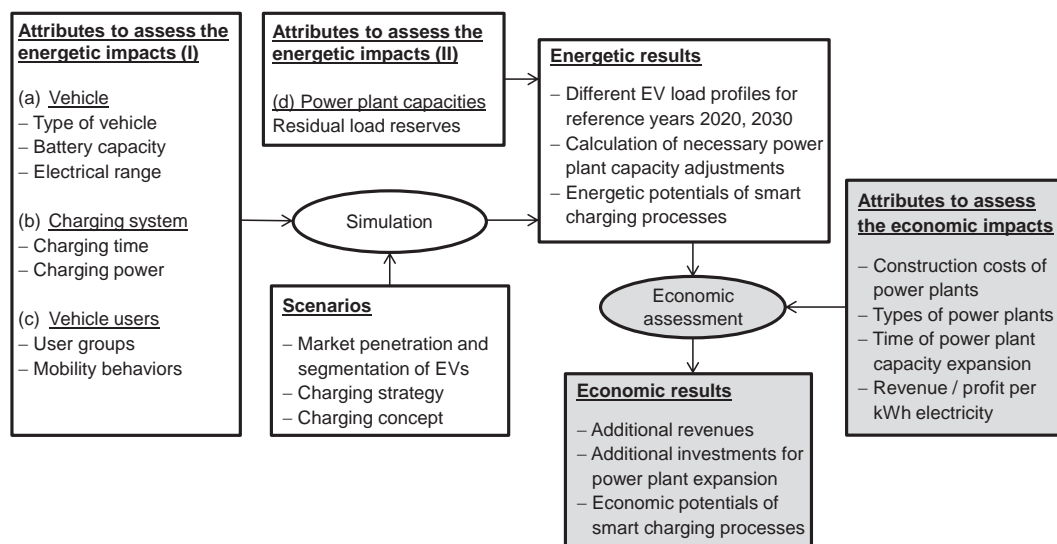 Attributes to assess the
energetic impacts (I)
(a) Vehicle
– Type of vehicle
– Battery capacity
– Electrical range
(b) Charging system
– Charging time
– Charging power
(c) Vehicle users
– User groups
– Mobility behaviors
Attributes to assess the
energetic impacts (II)
(d) Power plant capacities
Residual load reserves
Simulation
Scenarios
– Market penetration and
segmentation of EVs
– Charging strategy
– Charging concept
Energetic results
– Different EV load profiles for
reference years 2020, 2030
– Calculation of necessary power
plant capacity adjustments
– Energetic potentials of smart
charging processes
Economic
assessment
Attributes to assess
the economic impacts
– Construction costs of
power plants
– Types of power plants
– Time of power plant
capacity expansion
– Revenue / profit per
kWh electricity
Economic results
– Additional revenues
– Additional investments for
power plant expansion
– Economic potentials of
smart charging processes